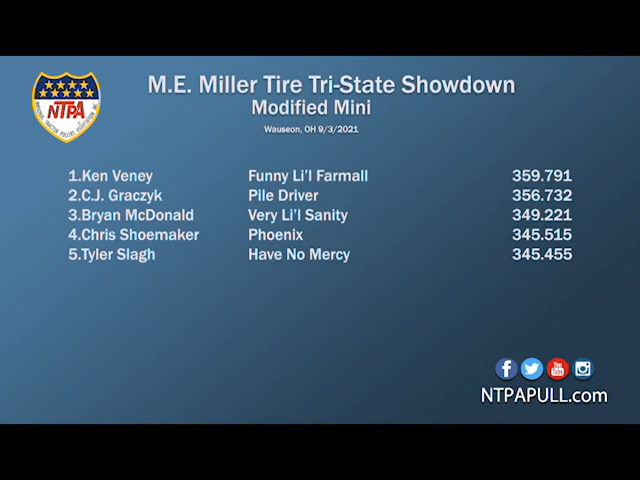 NTPA
M.E. Miller Tire Tri-State Showdown
Modified Mini
Wauseon, OH 9/3/2021
1.Ken Veney Funny Li'l Farmall 359.791
2.C.J. Graczyk Pile Driver 356.732
3.Bryan McDonald Very Li'l Sanity 349.221
4.Chris Shoemaker Phoenix 345.515
5.Tyler Slagh Have No Mercy 345.455
NTPAPULL.com